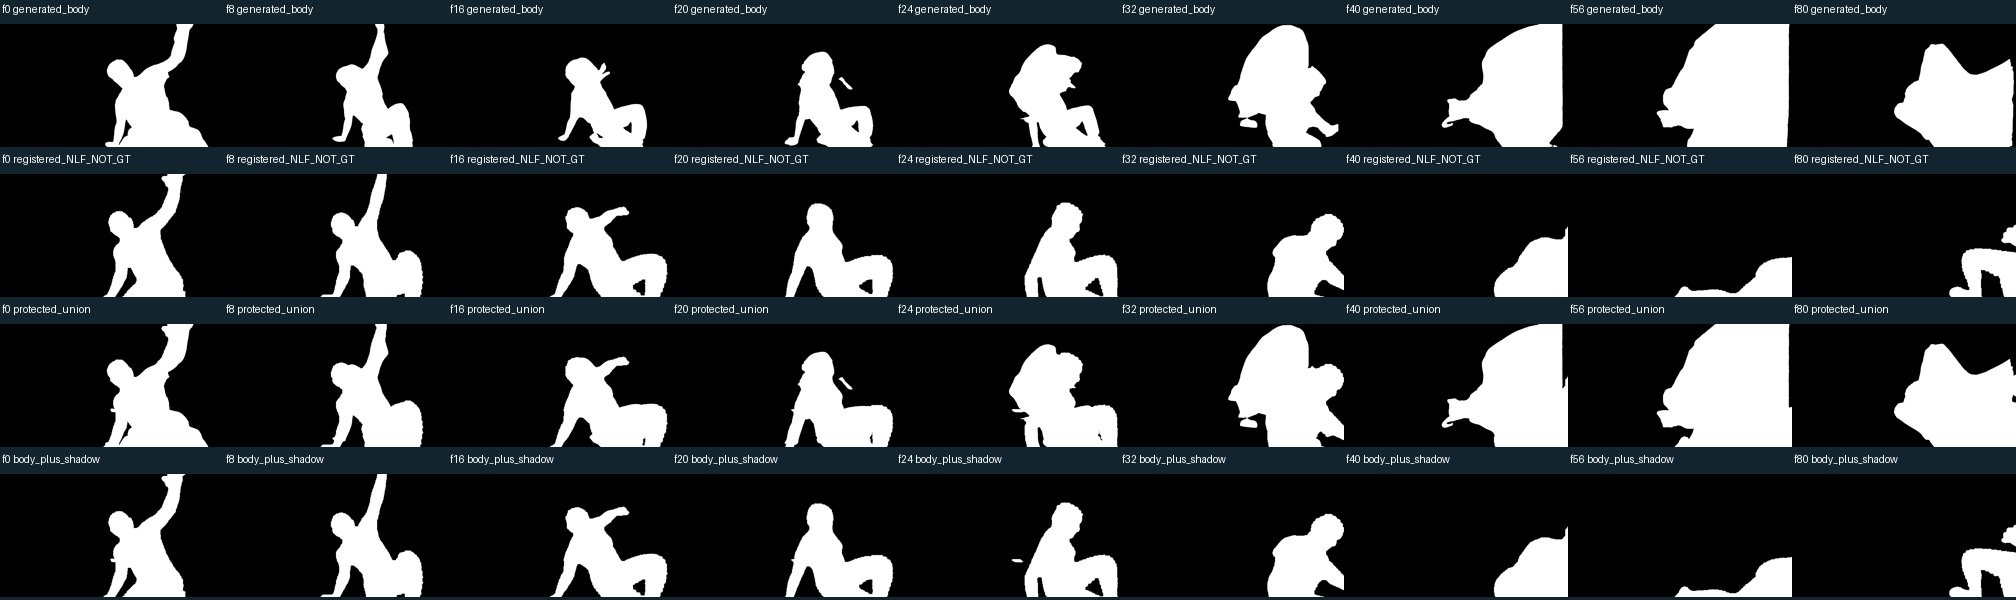 f0 generated_body f8 generated_body f16 generated_body f20 generated_body f24 generated_body f32 generated_body f40 generated_body f56 generated_body f80 generated_body
f0 registered_NLF_NOT_GT f8 registered_NLF_NOT_GT f16 registered_NLF_NOT_GT f20 registered_NLF_NOT_GT f24 registered_NLF_NOT_GT f32 registered_NLF_NOT_GT f40 registered_NLF_NOT_GT f56 registered_NLF_NOT_GT f80 registered_NLF_NOT_GT
f0 protected_union f8 protected_union f16 protected_union f20 protected_union f24 protected_union f32 protected_union f40 protected_union f56 protected_union f80 protected_union
f0 body_plus_shadow f8 body_plus_shadow f16 body_plus_shadow f20 body_plus_shadow f24 body_plus_shadow f32 body_plus_shadow f40 body_plus_shadow f56 body_plus_shadow f80 body_plus_shadow